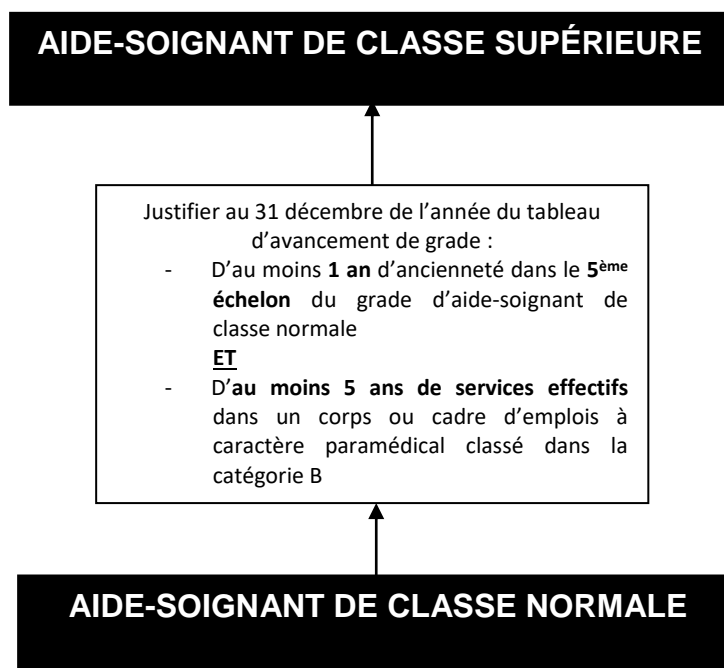 AIDE-SOIGNANT DE CLASSE SUPÉRIEURE
Justifier au 31 décembre de l’année du tableau
d’avancement de grade :
- D’au moins 1 an d’ancienneté dans le 5ème
échelon du grade d’aide-soignant de
classe normale
ET
- D’au moins 5 ans de services effectifs
dans un corps ou cadre d’emplois à
caractère paramédical classé dans la
catégorie B
AIDE-SOIGNANT DE CLASSE NORMALE